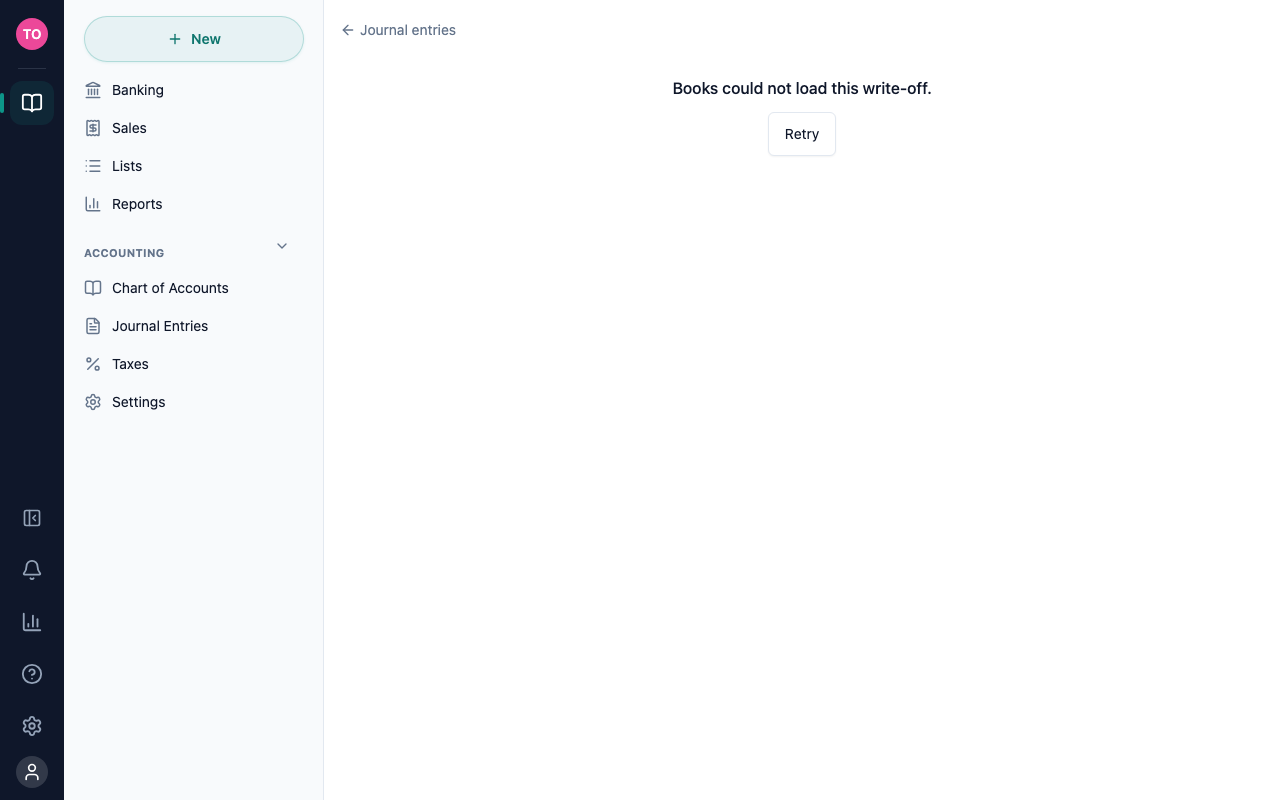 TO
New
Banking
Sales
Lists
Reports
ACCOUNTING
Chart of Accounts
Journal Entries
Taxes
Settings
Journal entries
Books could not load this write-off.
Retry